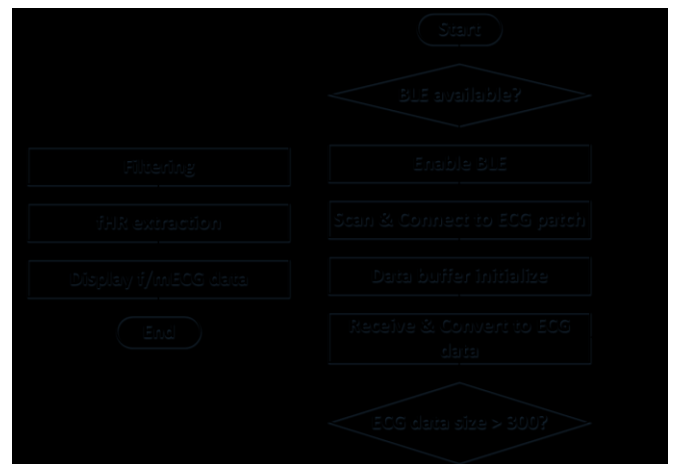 Start
BLE available?
Enable BLE
Scan & Connect to ECG patch
Data buffer initialize
Receive & Convert to ECG
data
ECG data size > 300?
Filtering
fHR extraction
Display f/mECG data
End